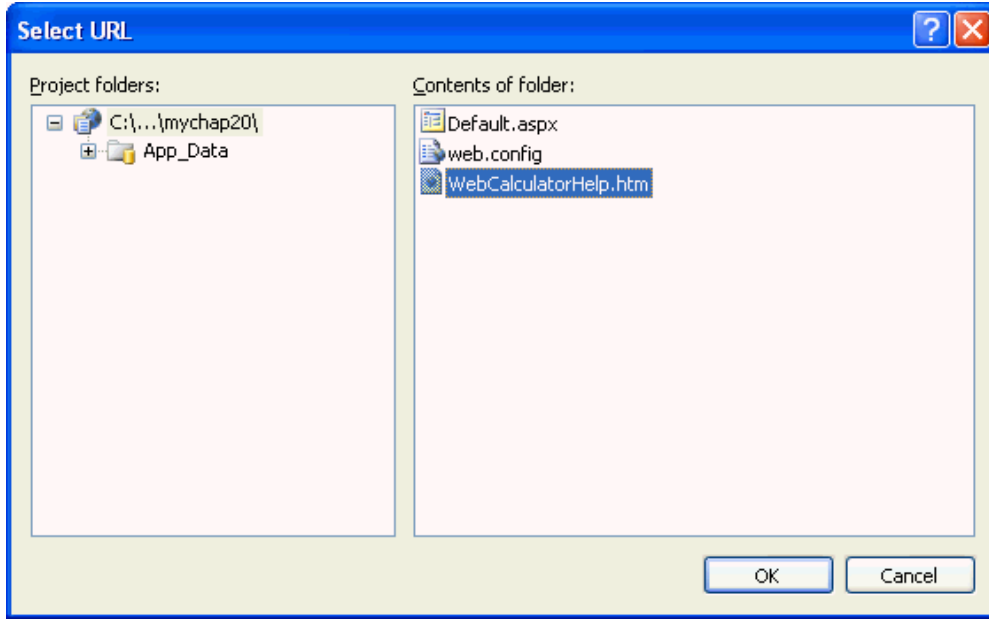 Select URL
Project folders:
Contents of folder:
C:\...\mychap20\
App_Data
Default.aspx
web.config
WebCalculatorHelp.htm
OK
Cancel